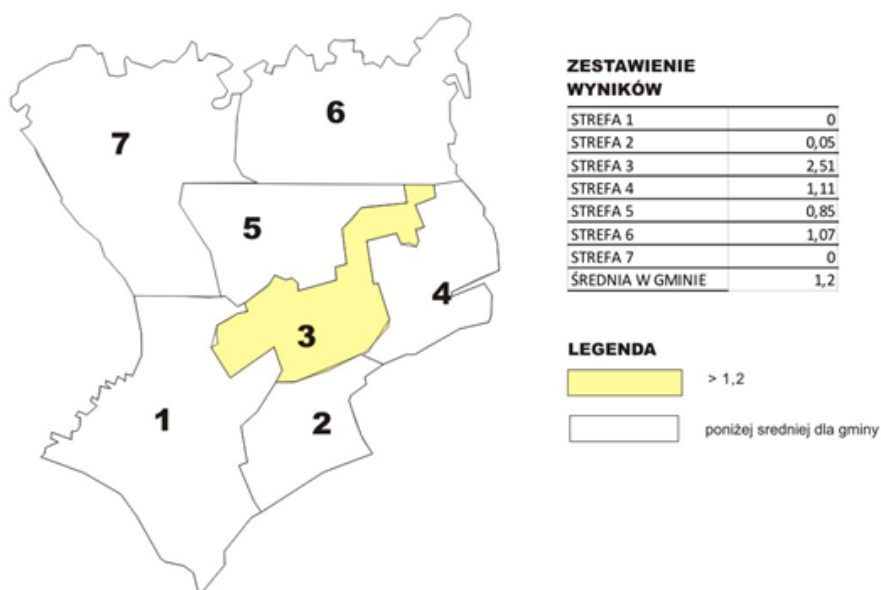 6
7
5
4
3
1
2
ZESTAWIENIE
WYNIKÓW
STREFA 1 0
STREFA 2 0,05
STREFA 3 2,51
STREFA 4 1,11
STREFA 5 0,85
STREFA 6 1,07
STREFA 7 0
ŚREDNIA W GMINIE 1,2
LEGENDA
> 1,2
poniżej sredniej dla gminy